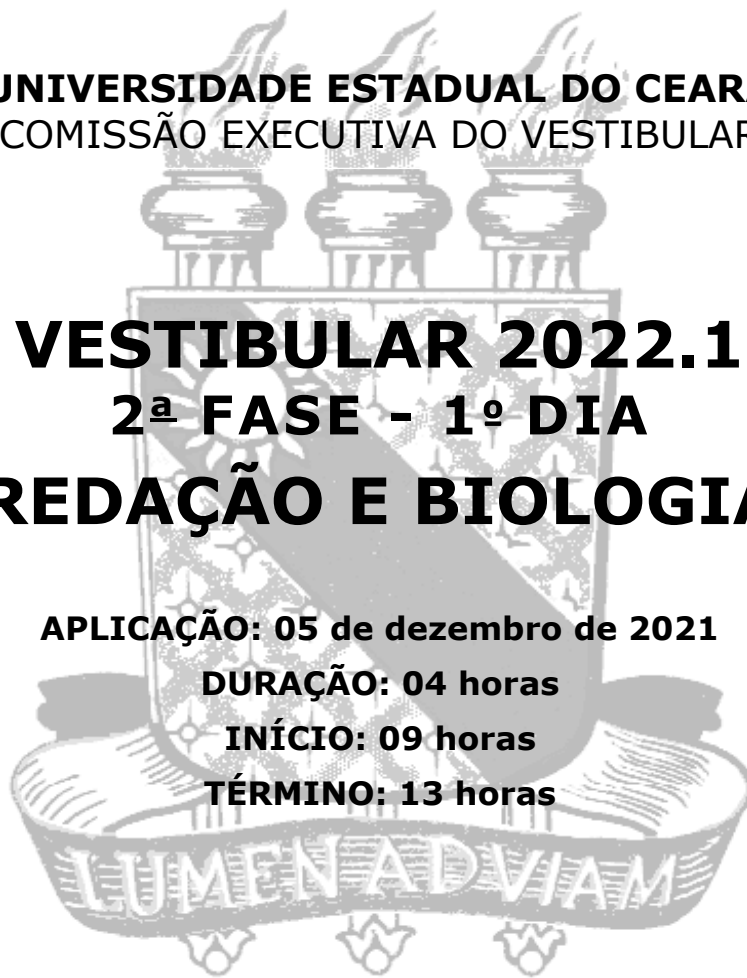 UNIVERSIDADE ESTADUAL DO CEARÁ
COMISSÃO EXECUTIVA DO VESTIBULAR
VESTIBULAR 2022.1
2ª FASE - 1º DIA
REDAÇÃO E BIOLOGIA
APLICAÇÃO: 05 de dezembro de 2021
DURAÇÃO: 04 horas
INÍCIO: 09 horas
TÉRMINO: 13 horas
LUMEN AD VIAM